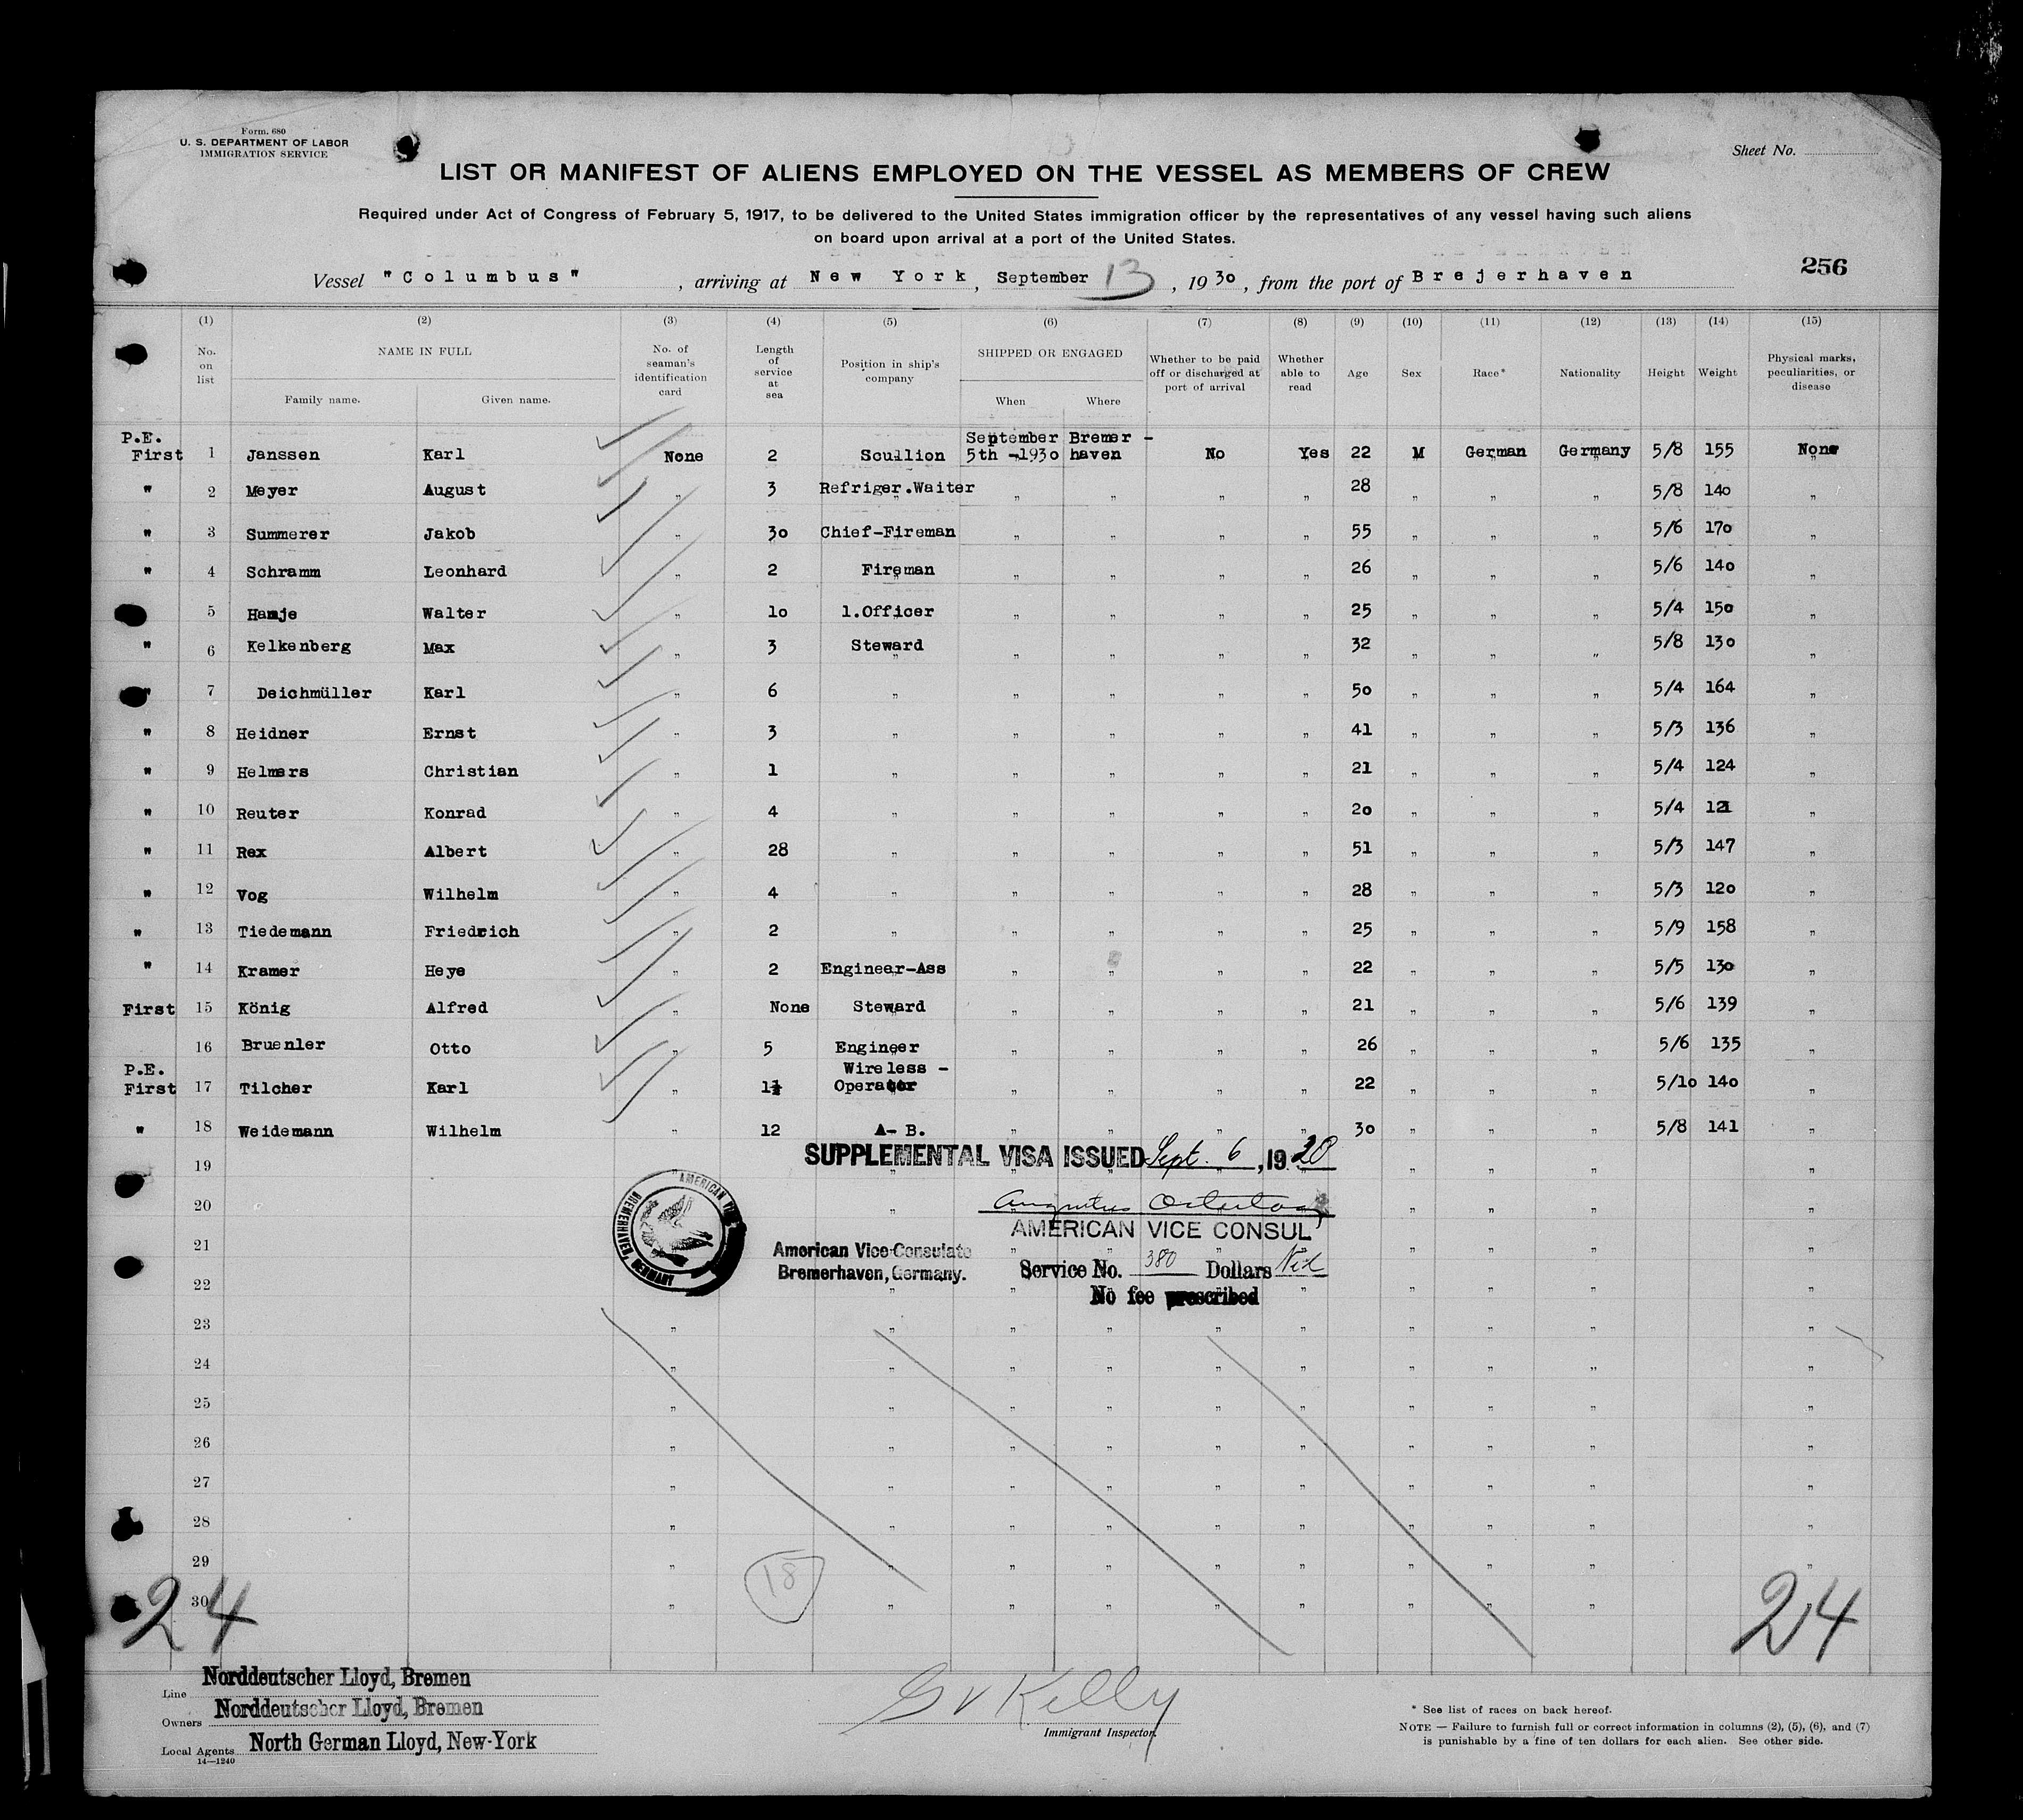 Form. 680
U. S. DEPARTMENT OF LABOR
IMMIGRATION SERVICE
Sheet No.
LIST OR MANIFEST OF ALIENS EMPLOYED ON THE VESSEL AS MEMBERS OF CREW
Required under Act of Congress of February 5, 1917, to be delivered to the United States immigration officer by the representatives of any vessel having such aliens
on board upon arrival at a port of the United States.
256
Vessel "Columbus", arriving at New York, September 13, 1930, from the port of Brejerhaven
(1) (2) (3) (4) (5) (6) (7) (8) (9) (10) (11) (12) (13) (14) (15)
No. on list NAME IN FULL Family name. Given name. No. of seaman's identification card Length of service at sea Position in ship's company SHIPPED OR ENGAGED When Where Whether to be paid off or discharged at port of arrival Whether able to read Age Sex Race* Nationality Height Weight Physical marks, peculiarities, or disease
P.E. First 1 Janssen Karl None 2 Scullion September 5th - 1930 Bremer-haven No Yes 22 M German Germany 5/8 155 None
" 2 Meyer August " 3 Refriger.Waiter " " " " 28 " " " 5/8 140 "
" 3 Summerer Jakob " 30 Chief-Fireman " " " " 55 " " " 5/6 170 "
" 4 Schramm Leonhard " 2 Fireman " " " " 26 " " " 5/6 140 "
5 Hamje Walter " 10 1.Officer " " " " 25 " " " 5/4 150 "
" 6 Kelkenberg Max " 3 Steward " " " " 32 " " " 5/8 130 "
" 7 Deichmüller Karl " 6 " " " " " 50 " " " 5/4 164 "
" 8 Heidner Ernst " 3 " " " " " 41 " " " 5/3 136 "
" 9 Helmers Christian " 1 " " " " " 21 " " " 5/4 124 "
" 10 Reuter Konrad " 4 " " " " " 20 " " " 5/4 121 "
" 11 Rex Albert " 28 " " " " " 51 " " " 5/3 147 "
" 12 Vog Wilhelm " 4 " " " " " 28 " " " 5/3 120 "
" 13 Tiedemann Friedrich " 2 " " " " " 25 " " " 5/9 158 "
" 14 Kramer Heye " 2 Engineer-Ass " " " " 22 " " " 5/5 130 "
First 15 König Alfred " None Steward " " " " 21 " " " 5/6 139 "
16 Bruenler Otto " 5 Engineer " " " " 26 " " " 5/6 135 "
P.E. First 17 Tilcher Karl " Wireless - Operator " " " " 22 " " " 5/10 140 "
" 18 Weidemann Wilhelm " 12 A- B. " " " " 30 " " " 5/8 141 "
SUPPLEMENTAL VISA ISSUED Sept. 6, 1930
19
20
AMERICAN VICE CONSUL
21
American Vice Consulate
Bremerhaven, Germany.
BREMERHAVEN GERMANY
Service No. 380 Dollars Nil
22
No fee prescribed
23 " " " " " " " " " "
24 " " " " " " " " " "
25 " " " " " " " " " "
26 " " " " " " " " " "
27 " " " " " " " " " "
28 " " " " " " " " " "
29 " " " " " " " " " "
18
30 " " " " " " " " "
24 24
Line Norddeutscher Lloyd, Bremen
Owners Norddeutscher Lloyd, Bremen
Local Agents North German Lloyd, New-York
14—1240
G V Kelly
Immigrant Inspector.
* See list of races on back hereof.
NOTE — Failure to furnish full or correct information in columns (2), (5), (6), and (7)
is punishable by a fine of ten dollars for each alien. See other side.